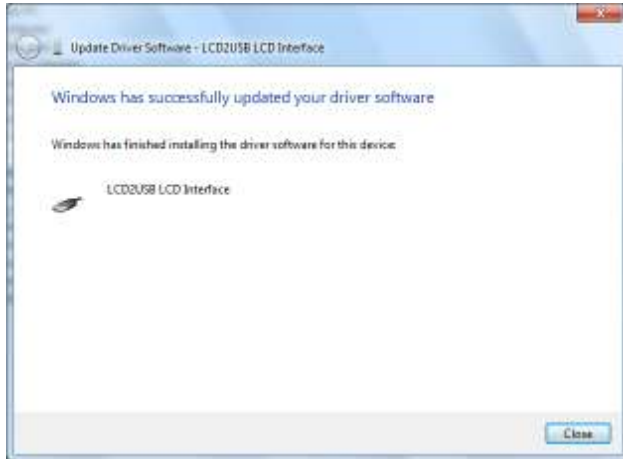 Update Driver Software - LCD2USB LCD Interface
Windows has successfully updated your driver software
Windows has finished installing the driver software for this device:
LCD2USB LCD Interface
Close